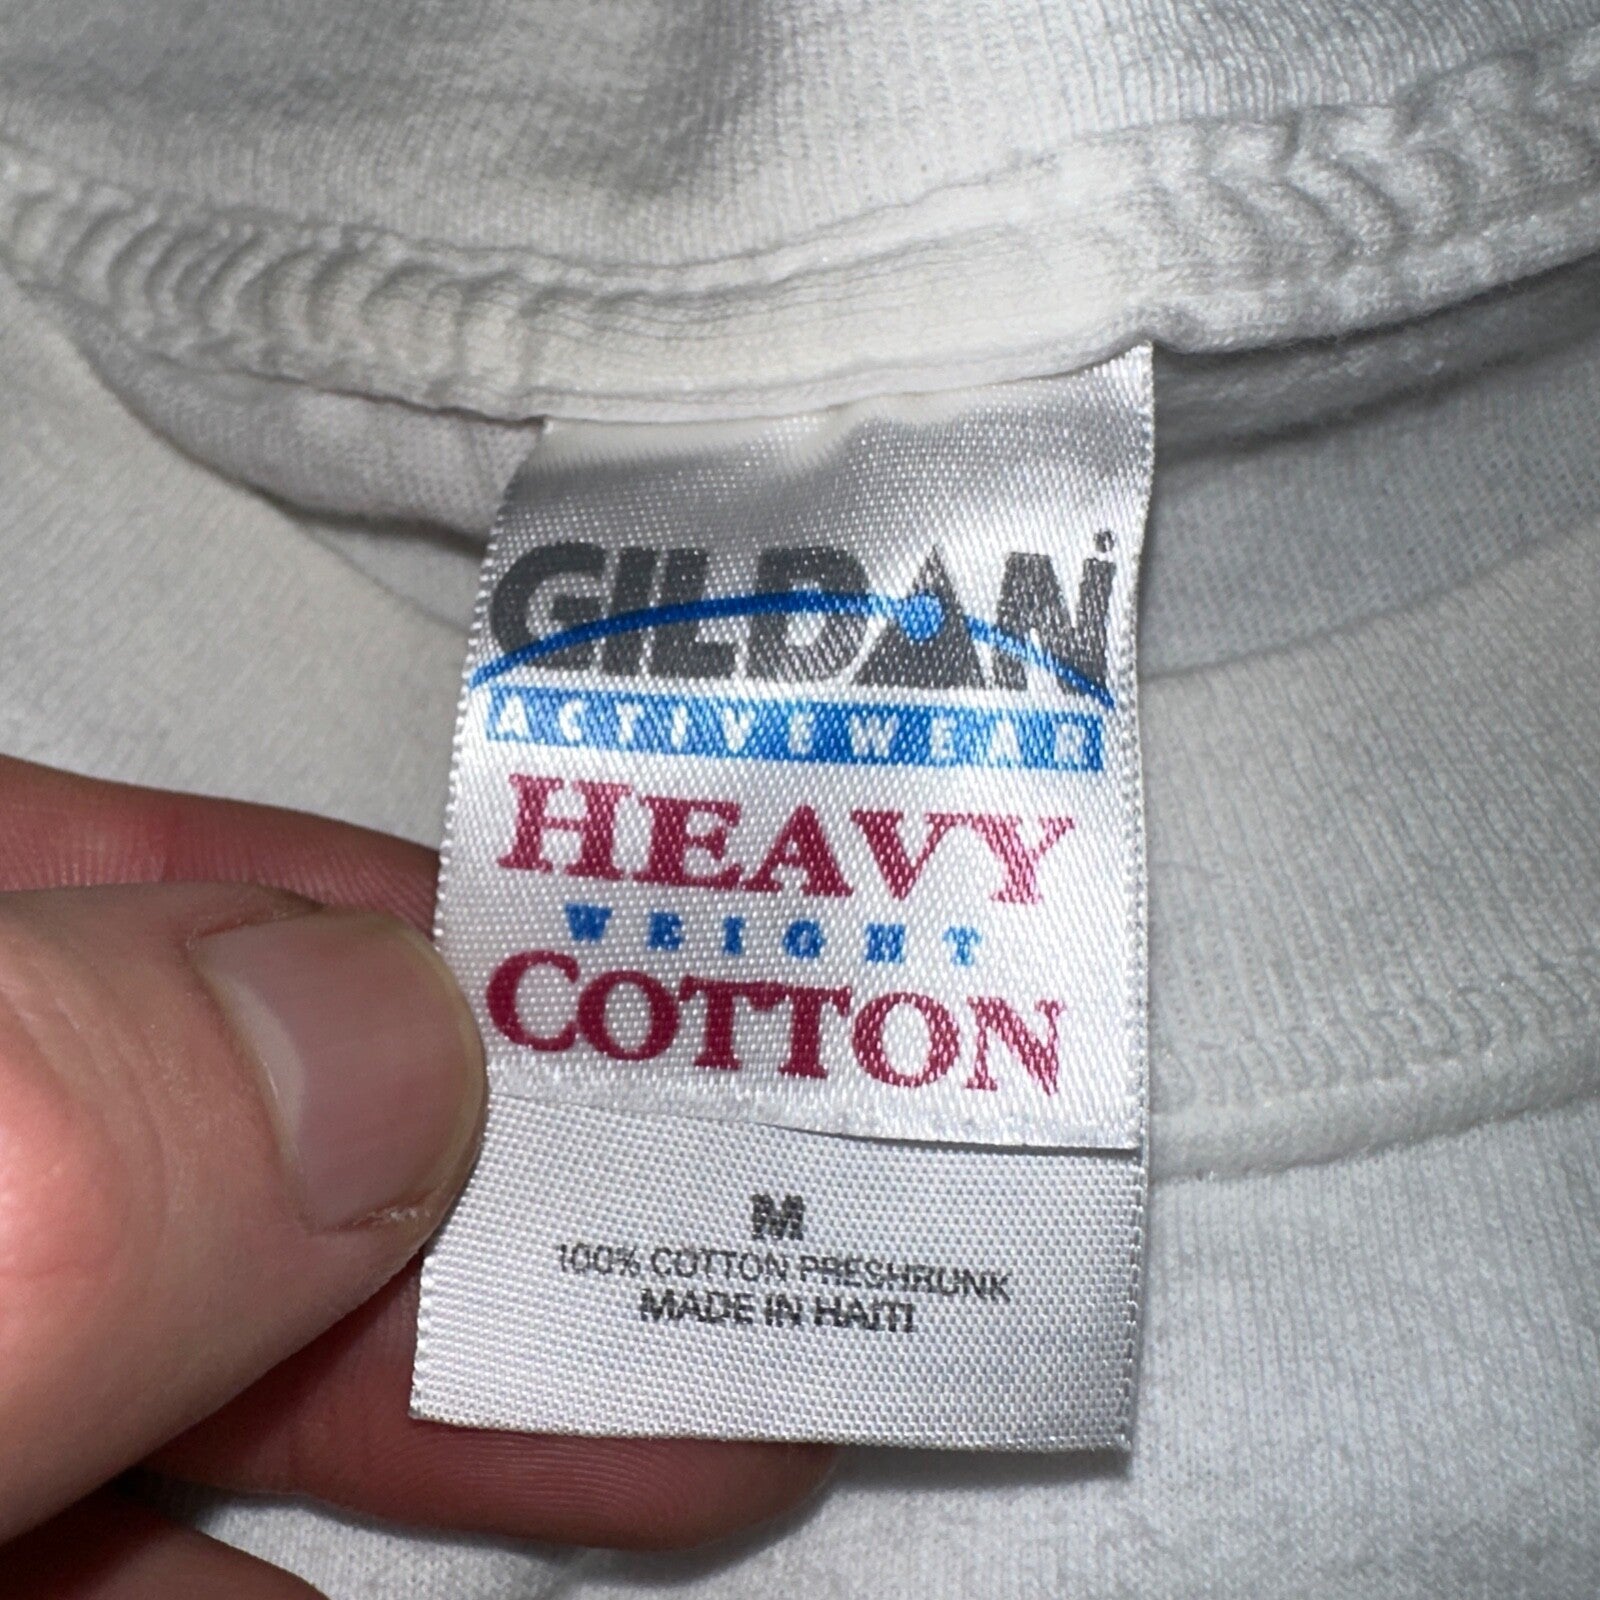 GILDAN
ACTIVEWEAR
HEAVY
WEIGHT
COTTON
M
100% COTTON PRESHRUNK
MADE IN HAITI